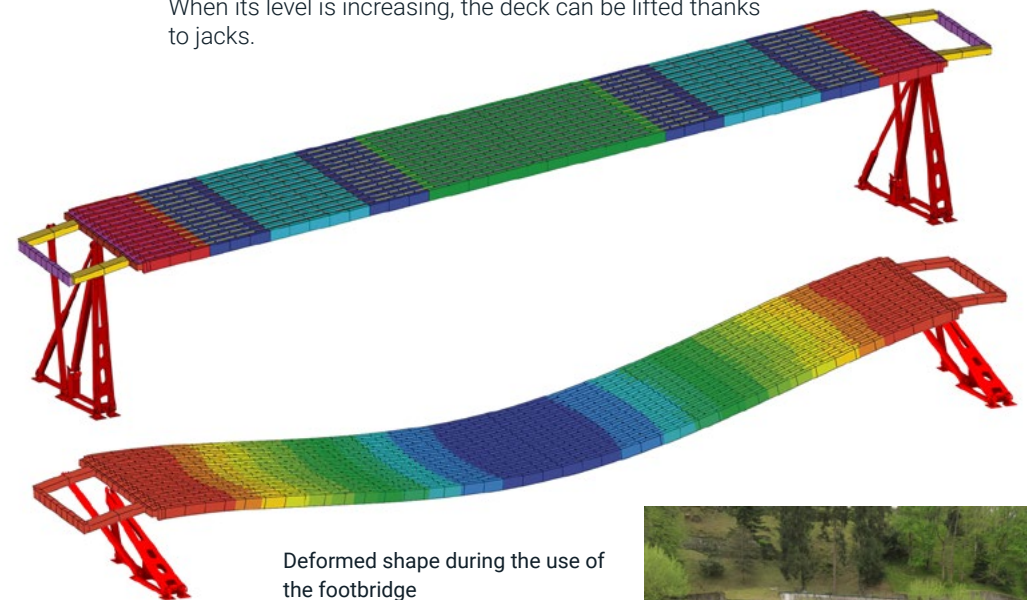 When its level is increasing, the deck can be lifted thanks
to jacks.
Deformed shape during the use of
the footbridge